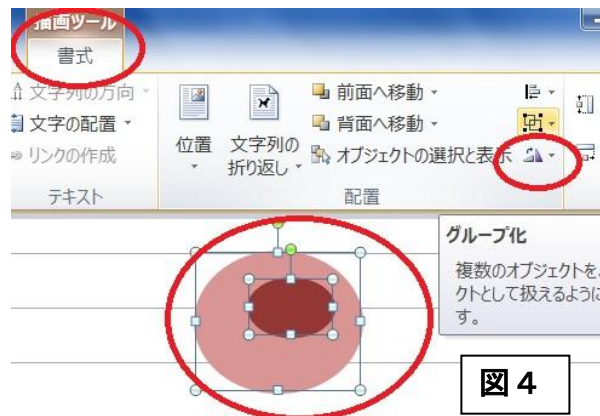 描画ツール
書式
文字列の方向
文字の配置
リンクの作成
テキスト
位置
文字列の
折り返し
前面へ移動
背面へ移動
オブジェクトの選択と表示
配置
グループ化
複数のオブジェクトを、
クトとして扱えるように
す。
図4